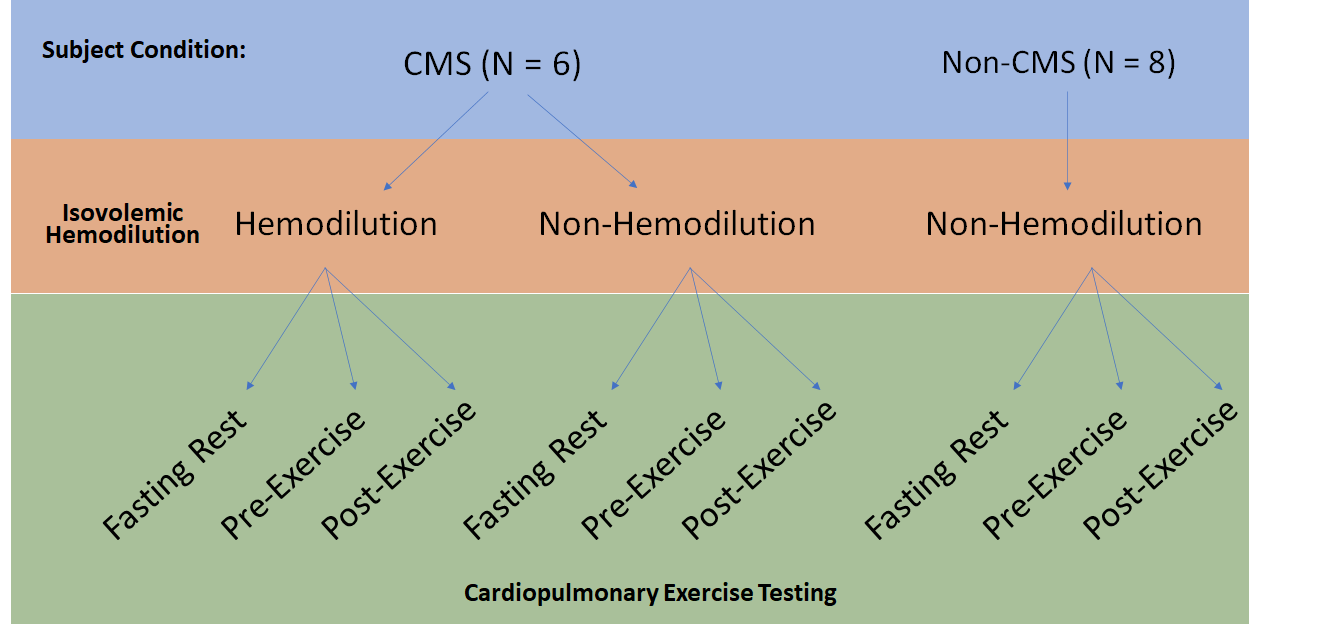 Subject Condition:
CMS (N = 6)
Non-CMS (N = 8)
Isovolemic
Hemodilution
Hemodilution
Non-Hemodilution
Non-Hemodilution
Fasting Rest
Pre-Exercise
Post-Exercise
Fasting Rest
Pre-Exercise
Post-Exercise
Fasting Rest
Pre-Exercise
Post-Exercise
Cardiopulmonary Exercise Testing